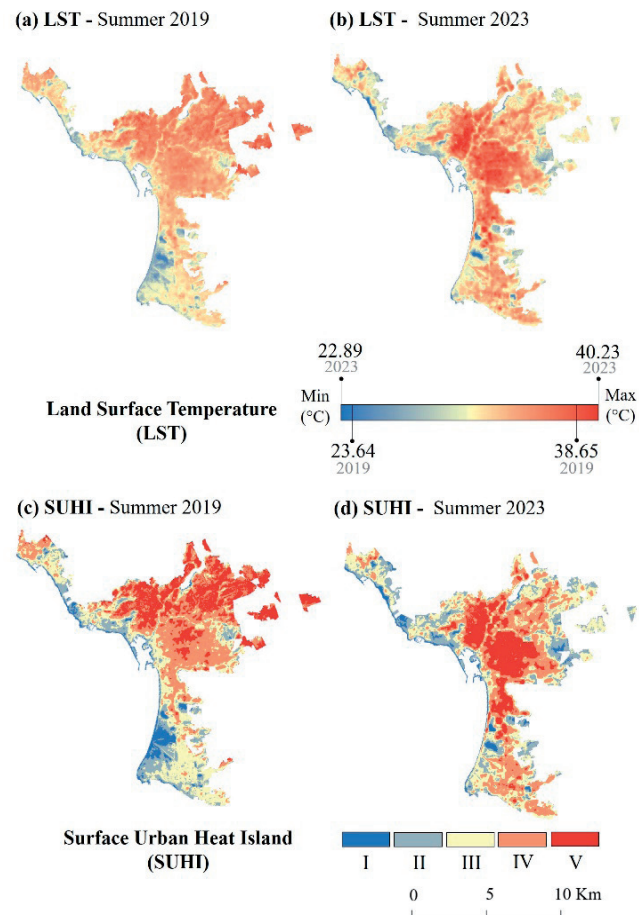 (a) LST - Summer 2019
(b) LST - Summer 2023
22.89
2023
40.23
2023
Min
(°C)
Max
(°C)
23.64
2019
38.65
2019
Land Surface Temperature
(LST)
(c) SUHI - Summer 2019
(d) SUHI - Summer 2023
Surface Urban Heat Island
(SUHI)
I II III IV V
0 5 10 Km